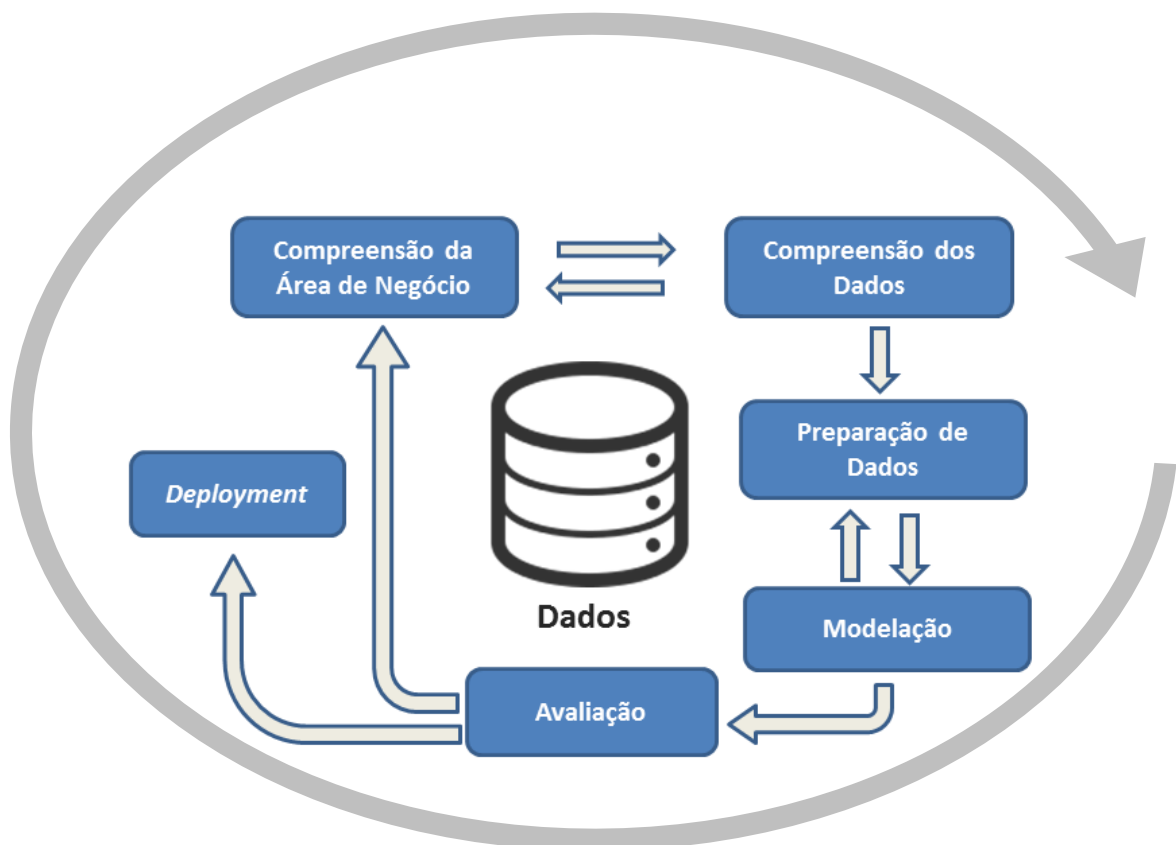 Compreensão da
Área de Negócio
Compreensão dos
Dados
Preparação de
Dados
Deployment
Dados
Modelação
Avaliação